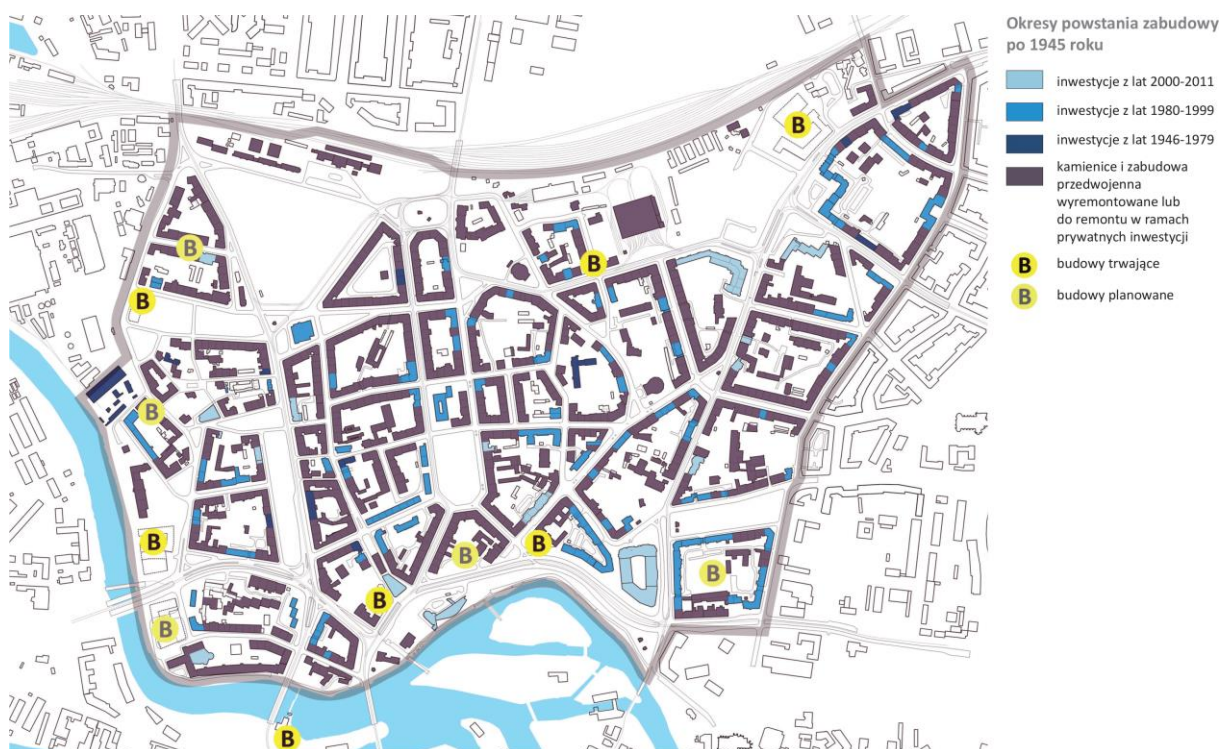 Okresy powstania zabudowy
po 1945 roku
inwestycje z lat 2000-2011
inwestycje z lat 1980-1999
inwestycje z lat 1946-1979
kamienice i zabudowa
przedwojenna
wyremontowane lub
do remontu w ramach
prywatnych inwestycji
B budowy trwające
B budowy planowane
B
B
B
B
B
B
B
B
B
B
B
B
B